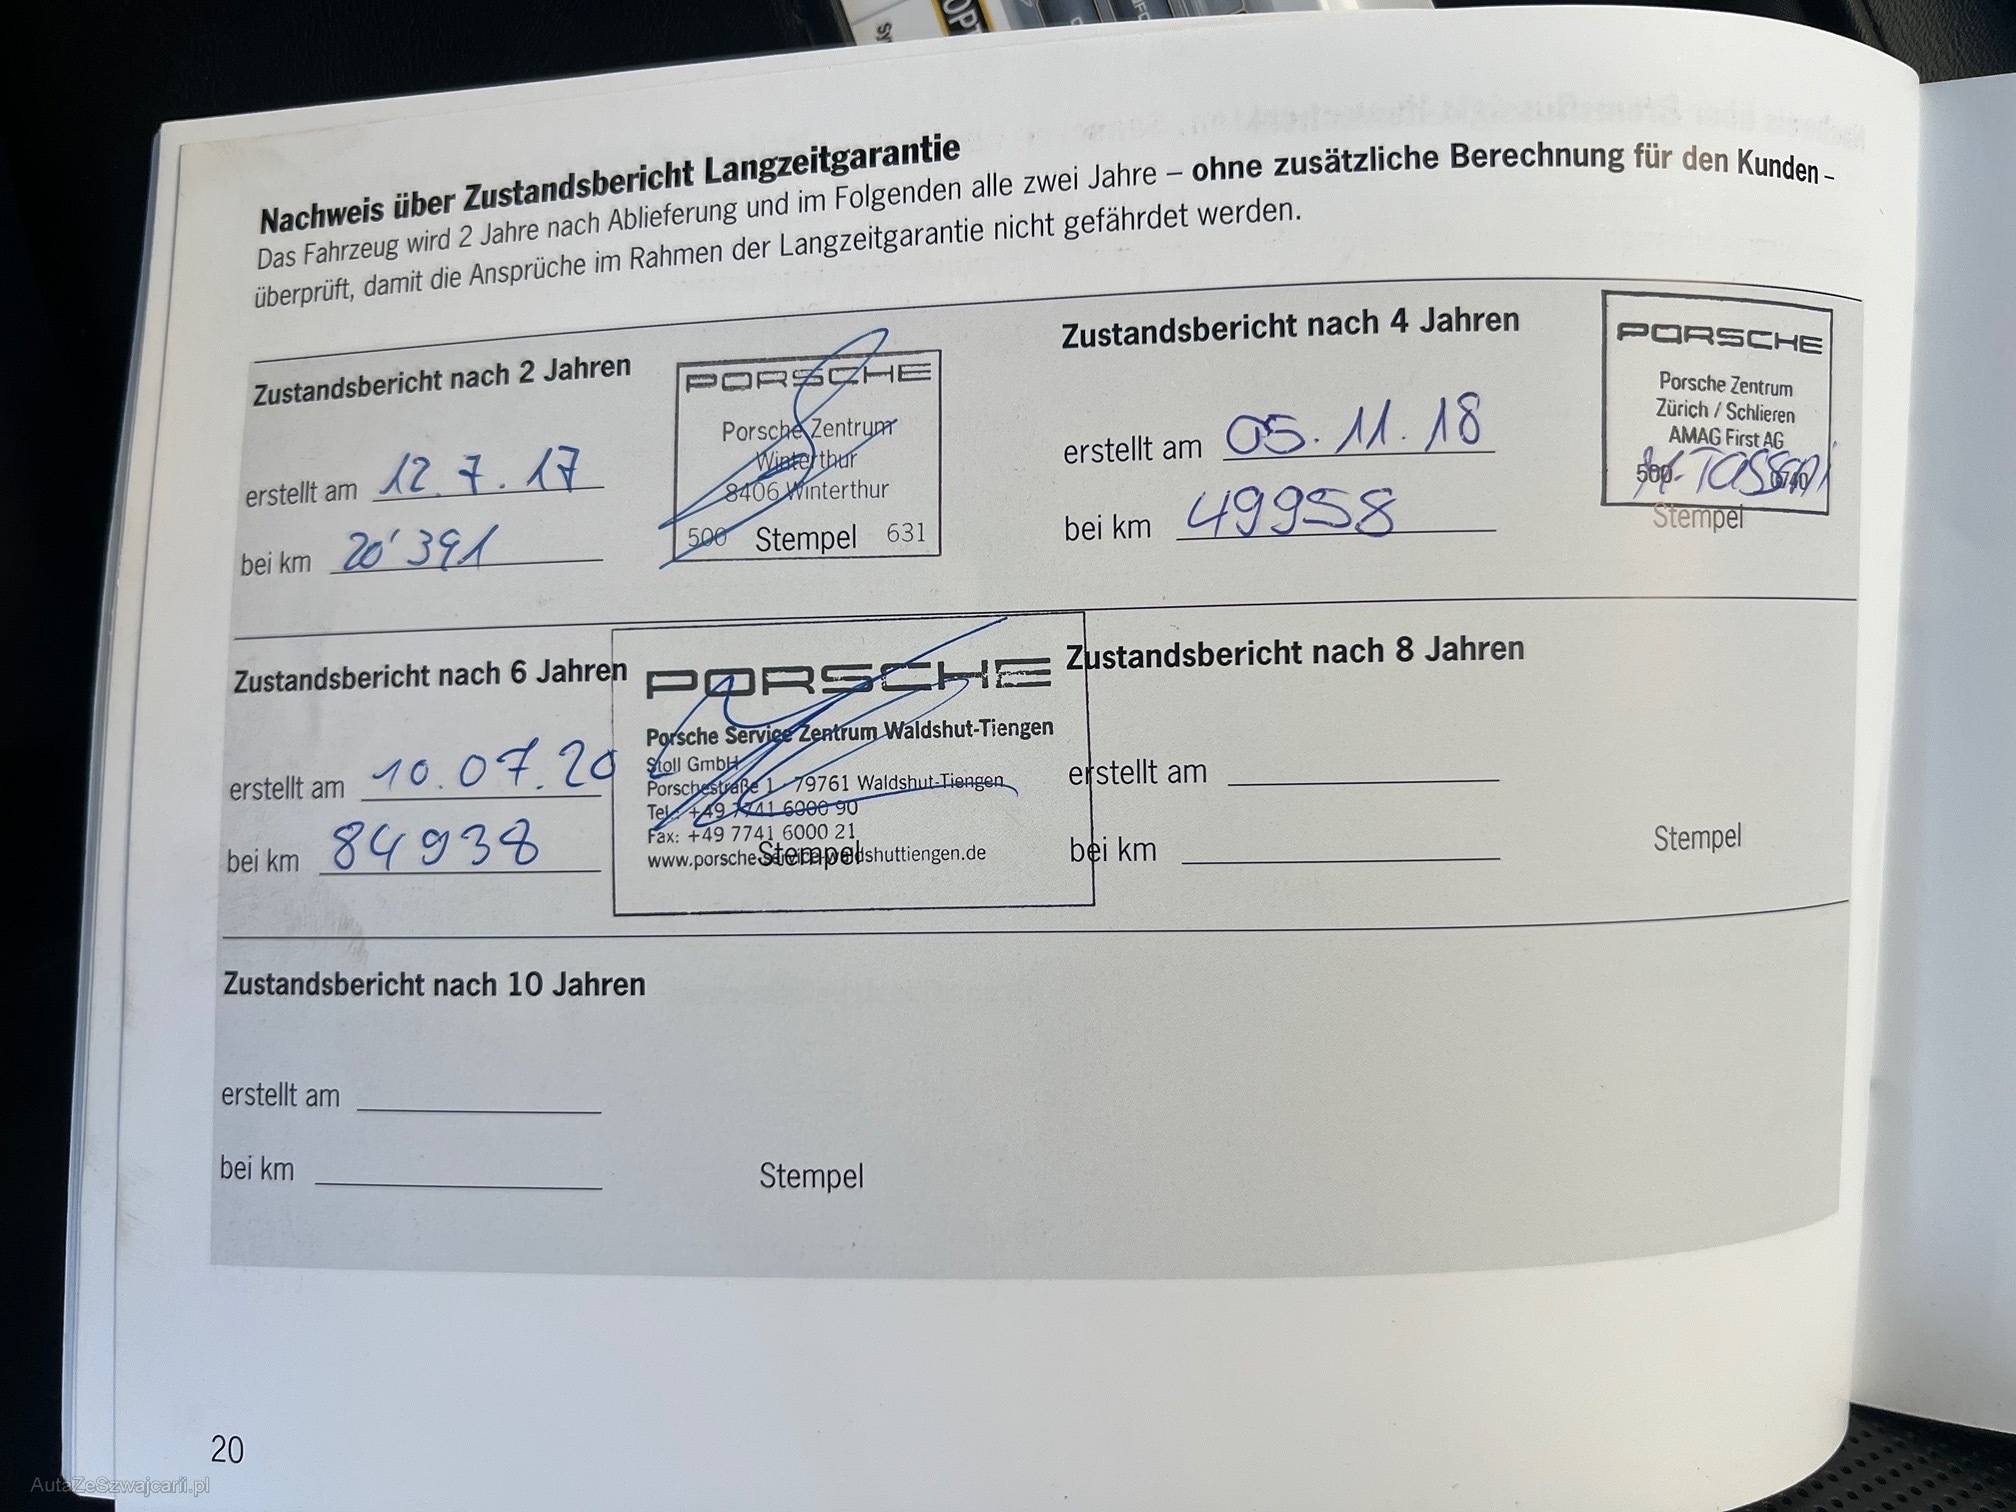 OPT
Nachweis über Zustandsbericht Langzeitgarantie
Das Fahrzeug wird 2 Jahre nach Ablieferung und im Folgenden alle zwei Jahre – ohne zusätzliche Berechnung für den Kunden –
überprüft, damit die Ansprüche im Rahmen der Langzeitgarantie nicht gefährdet werden.
Zustandsbericht nach 2 Jahren
erstellt am 12.7.17
bei km 20'391
PORSCHE
Porsche Zentrum
Winterthur
8406 Winterthur
500 Stempel 631
Zustandsbericht nach 4 Jahren
erstellt am 05.11.18
bei km 49958
PORSCHE
Porsche Zentrum
Zürich / Schlieren
AMAG First AG
500
Stempel
Zustandsbericht nach 6 Jahren
erstellt am 10.07.20
bei km 84938
PORSCHE
Porsche Service Zentrum Waldshut-Tiengen
Stoll GmbH
Porschestraße 1 · 79761 Waldshut-Tiengen
Tel.: +49 7741 6000 90
Fax: +49 7741 6000 21
www.porsche-service-waldshuttiengen.de
Stempel
Zustandsbericht nach 8 Jahren
erstellt am
bei km
Stempel
Zustandsbericht nach 10 Jahren
erstellt am
bei km
Stempel
20
AutaZeSzwajcarii.pl